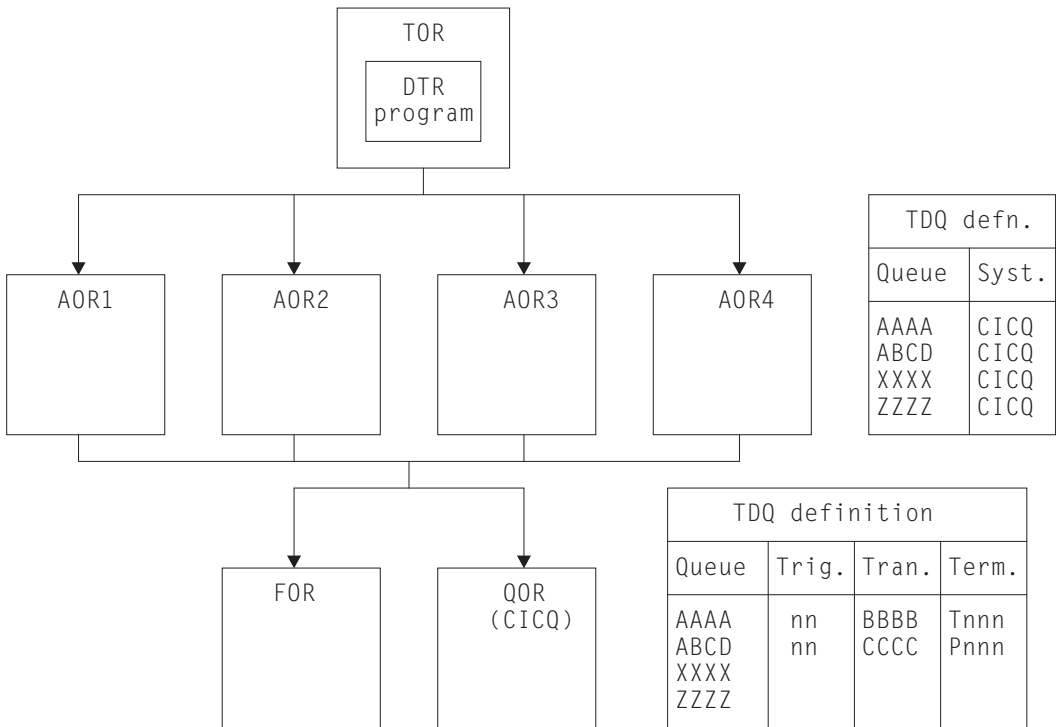 TOR
DTR
program
AOR1
AOR2
AOR3
AOR4
TDQ defn.
Queue Syst.
AAAA CICQ
ABCD CICQ
XXXX CICQ
ZZZZ CICQ
FOR
QOR
(CICQ)
TDQ definition
Queue Trig. Tran. Term.
AAAA nn BBBB Tnnn
ABCD nn CCCC Pnnn
XXXX
ZZZZ